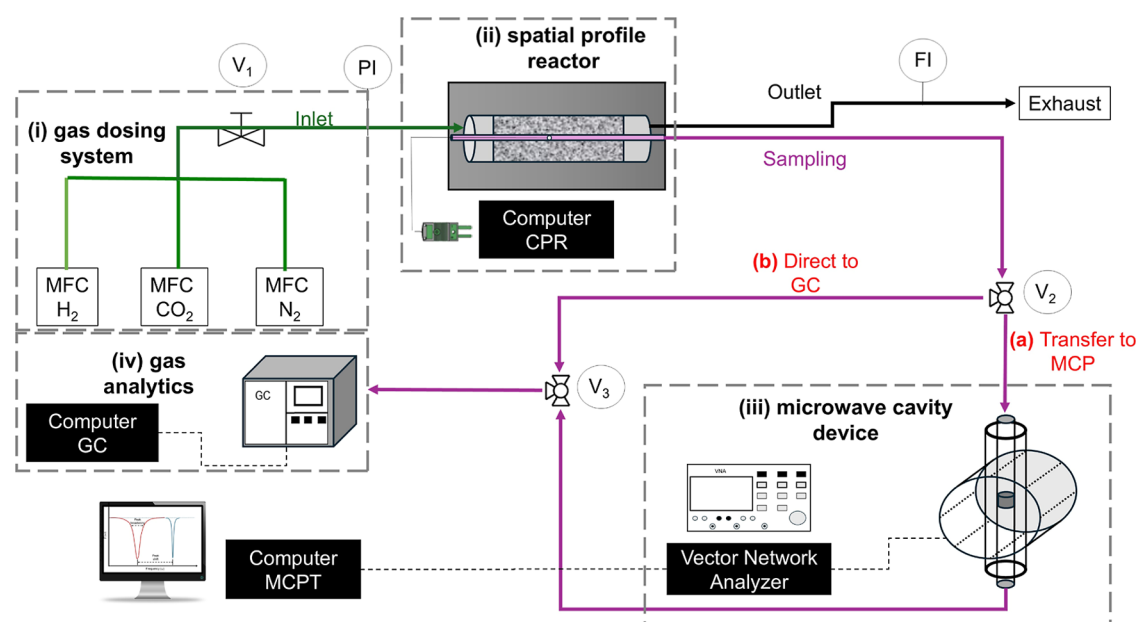 (ii) spatial profile
reactor
V1
PI
FI
Outlet
Exhaust
(i) gas dosing
system
Inlet
Sampling
Computer
CPR
MFC
H2
MFC
CO2
MFC
N2
(b) Direct to
GC
V2
(a) Transfer to
MCP
(iv) gas
analytics
GC
V3
Computer
GC
(iii) microwave cavity
device
VNA
Computer
MCPT
Vector Network
Analyzer